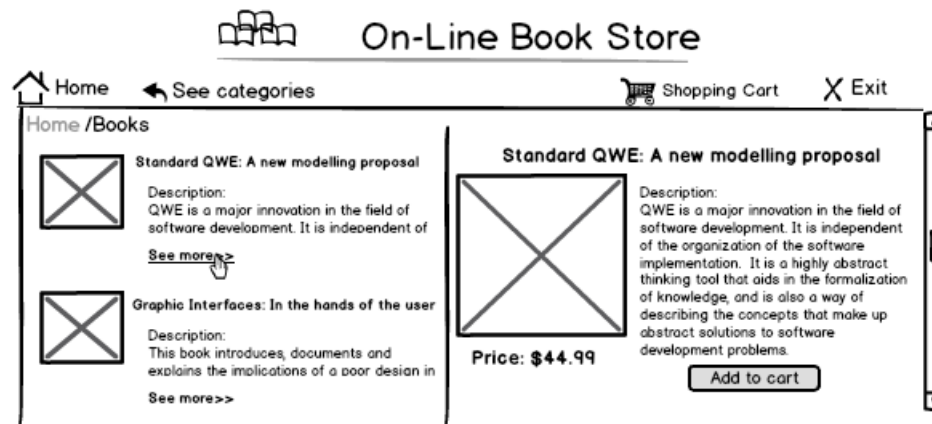 On-Line Book Store
Home
See categories
Shopping Cart
Exit
Home /Books
Standard QWE: A new modelling proposal
Description:
QWE is a major innovation in the field of
software development. It is independent of
See more>>
Graphic Interfaces: In the hands of the user
Description:
This book introduces, documents and
explains the implications of a poor design in
See more>>
Standard QWE: A new modelling proposal
Description:
QWE is a major innovation in the field of
software development. It is independent
of the organization of the software
implementation. It is a highly abstract
thinking tool that aids in the formalization
of knowledge, and is also a way of
describing the concepts that make up
abstract solutions to software
development problems.
Price: $44.99
Add to cart